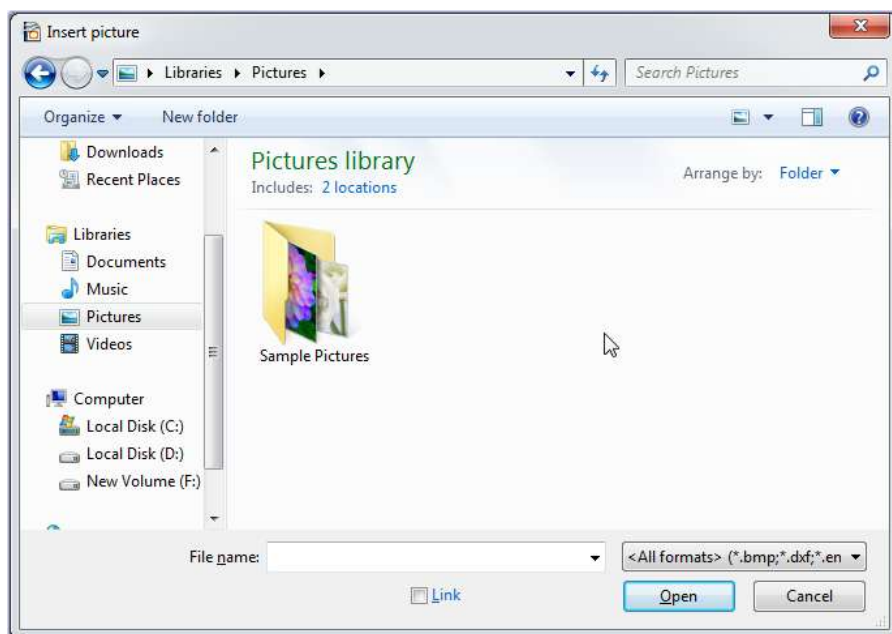 Insert picture
Libraries Pictures
Search Pictures
Organize New folder
Downloads
Recent Places
Libraries
Documents
Music
Pictures
Videos
Computer
Local Disk (C:)
Local Disk (D:)
New Volume (F:)
Pictures library
Includes: 2 locations
Arrange by: Folder
Sample Pictures
File name:
<All formats> (*.bmp;*.dxf;*.en
Link
Open Cancel